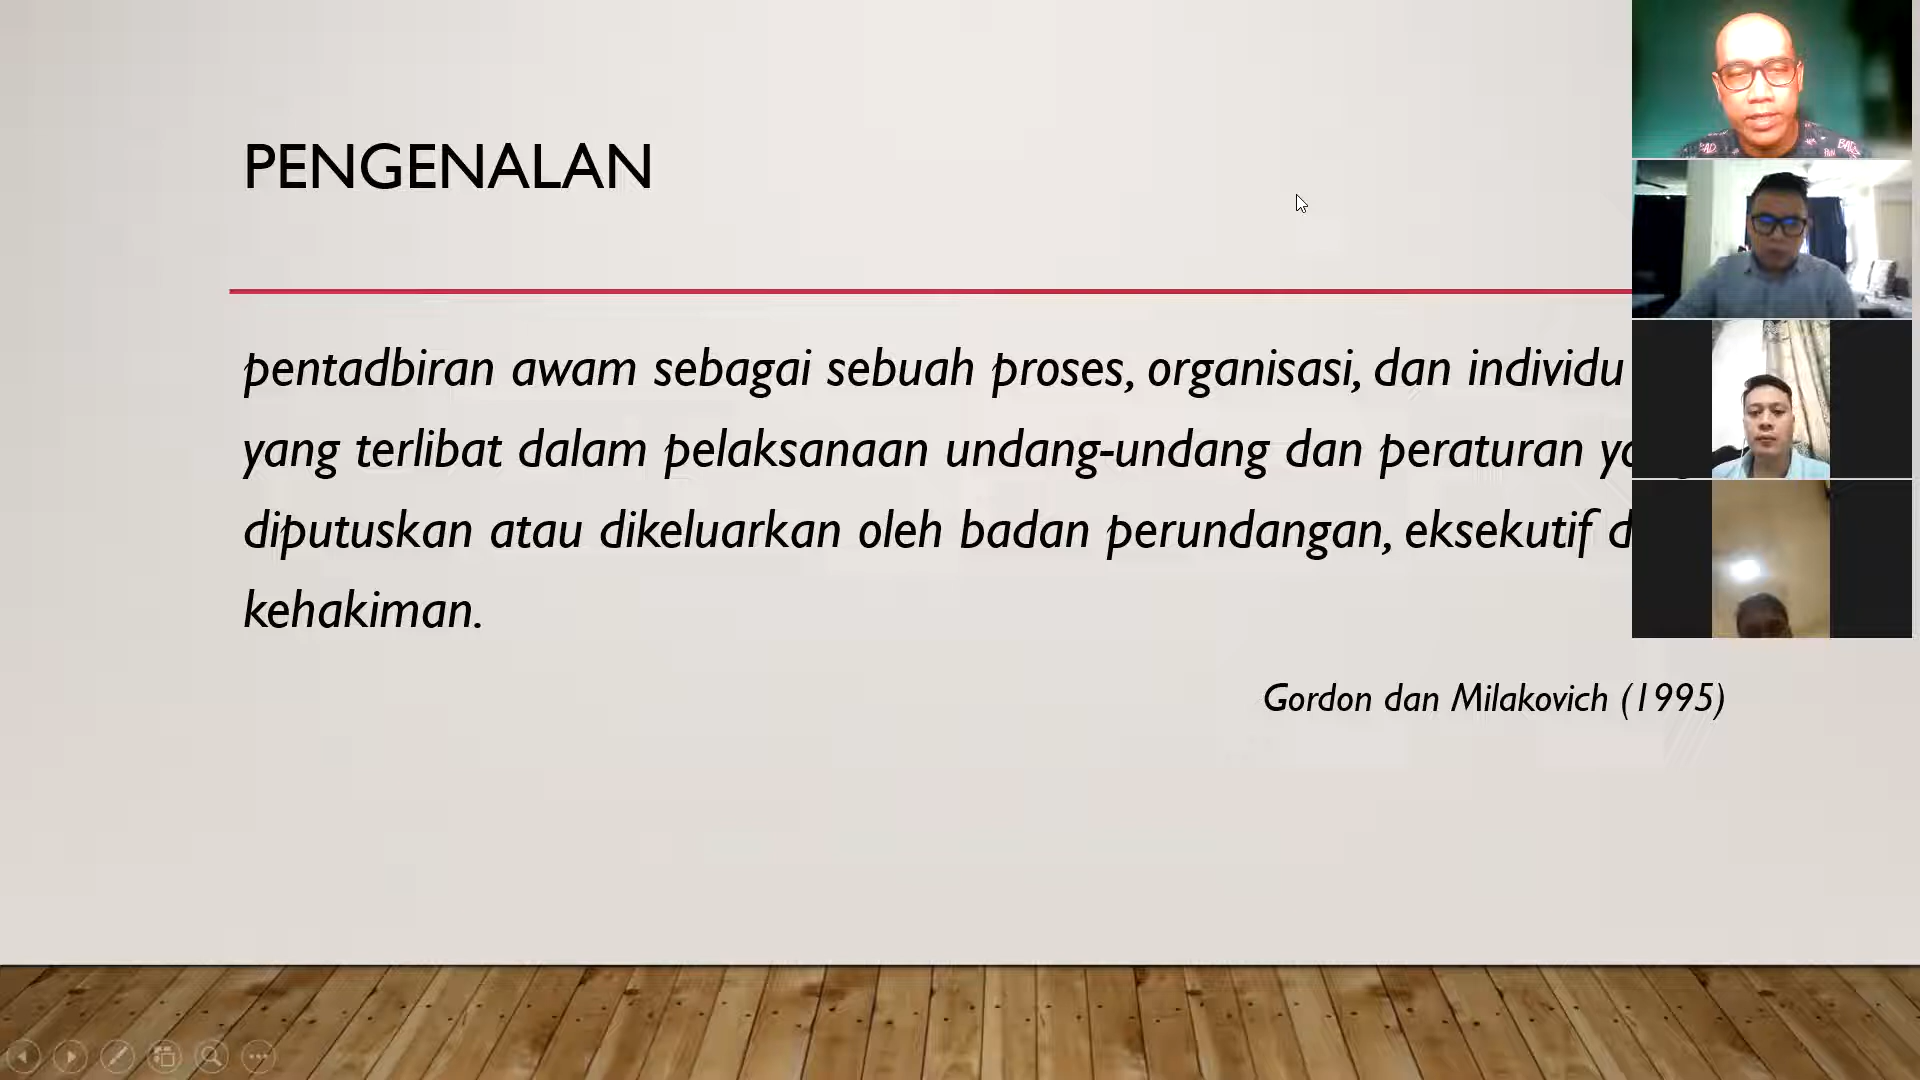 PENGENALAN
pentadbiran awam sebagai sebuah proses, organisasi, dan individu
yang terlibat dalam pelaksanaan undang-undang dan peraturan
diputuskan atau dikeluarkan oleh badan perundangan, eksekutif
kehakiman.
Gordon dan Milakovich (1995)